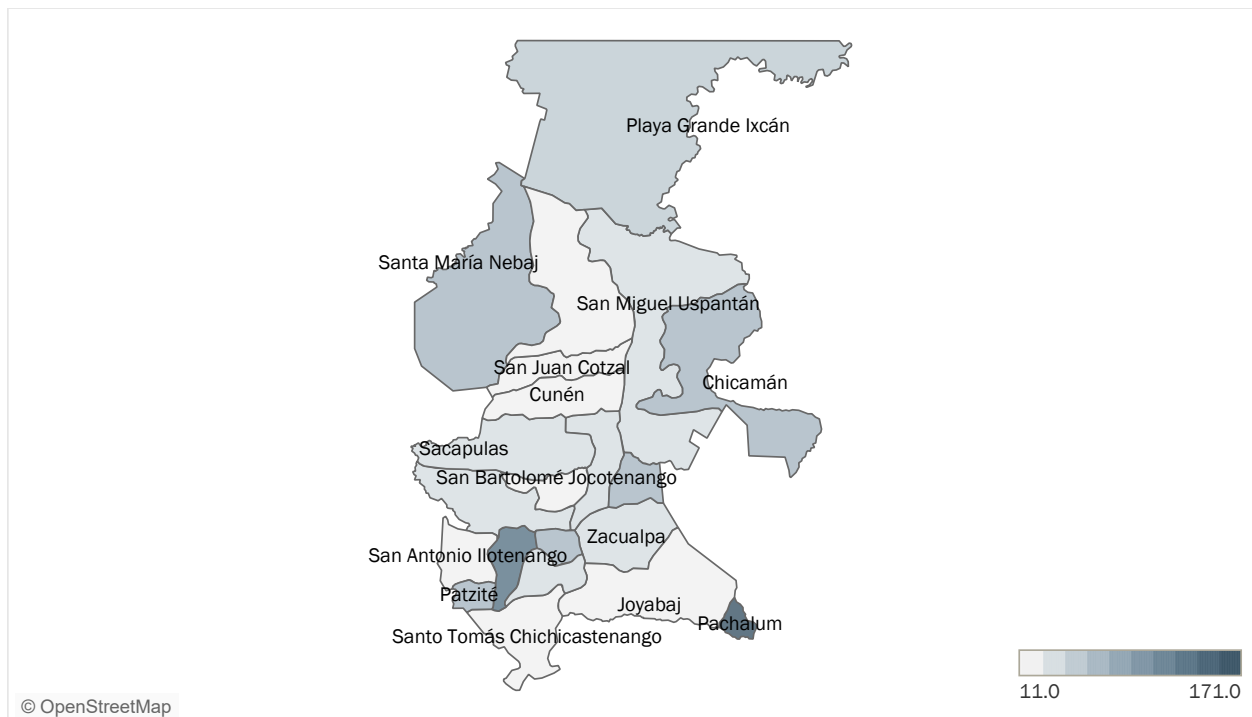 Playa Grande Ixcán
Santa María Nebaj
San Miguel Uspantán
San Juan Cotzal
Chicamán
Cunén
Sacapulas
San Bartolomé Jocotenango
Zacualpa
San Antonio Ilotenango
Patzité
Joyabaj
Pachalum
Santo Tomás Chichicastenango
11.0 171.0
© OpenStreetMap